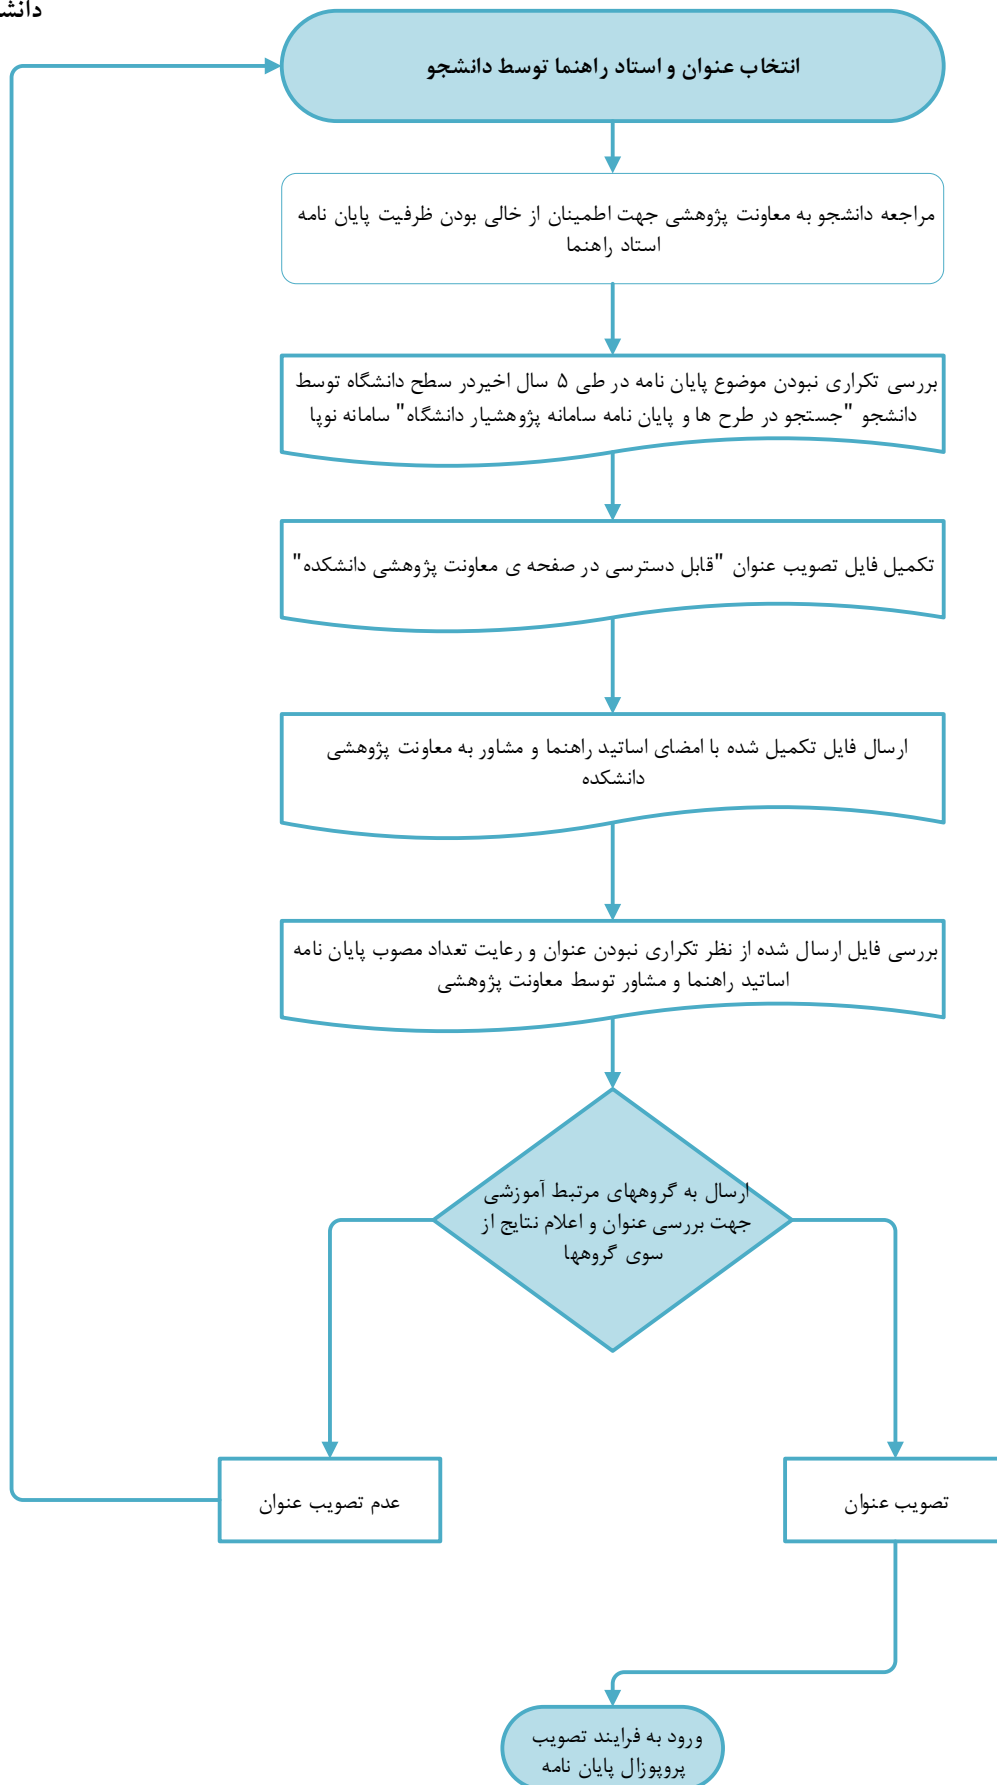 انتخاب عنوان و استاد راهنما توسط دانشجو
مراجعه دانشجو به معاونت پژوهشی جهت اطمینان از خالی بودن ظرفیت پایان نامه
استاد راهنما
بررسی تکراری نبودن موضوع پایان نامه در طی ۵ سال اخیردر سطح دانشگاه توسط
دانشجو "جستجو در طرح ها و پایان نامه سامانه پژوهشیار دانشگاه" سامانه نوپا
تکمیل فایل تصویب عنوان "قابل دسترسی در صفحه ی معاونت پژوهشی دانشکده"
ارسال فایل تکمیل شده با امضای اساتید راهنما و مشاور به معاونت پژوهشی
دانشکده
بررسی فایل ارسال شده از نظر تکراری نبودن عنوان و رعایت تعداد مصوب پایان نامه
اساتید راهنما و مشاور توسط معاونت پژوهشی
ارسال به گروههای مرتبط آموزشی
جهت بررسی عنوان و اعلام نتایج از
سوی گروهها
تصویب عنوان
عدم تصویب عنوان
ورود به فرایند تصویب
پروپوزال پایان نامه